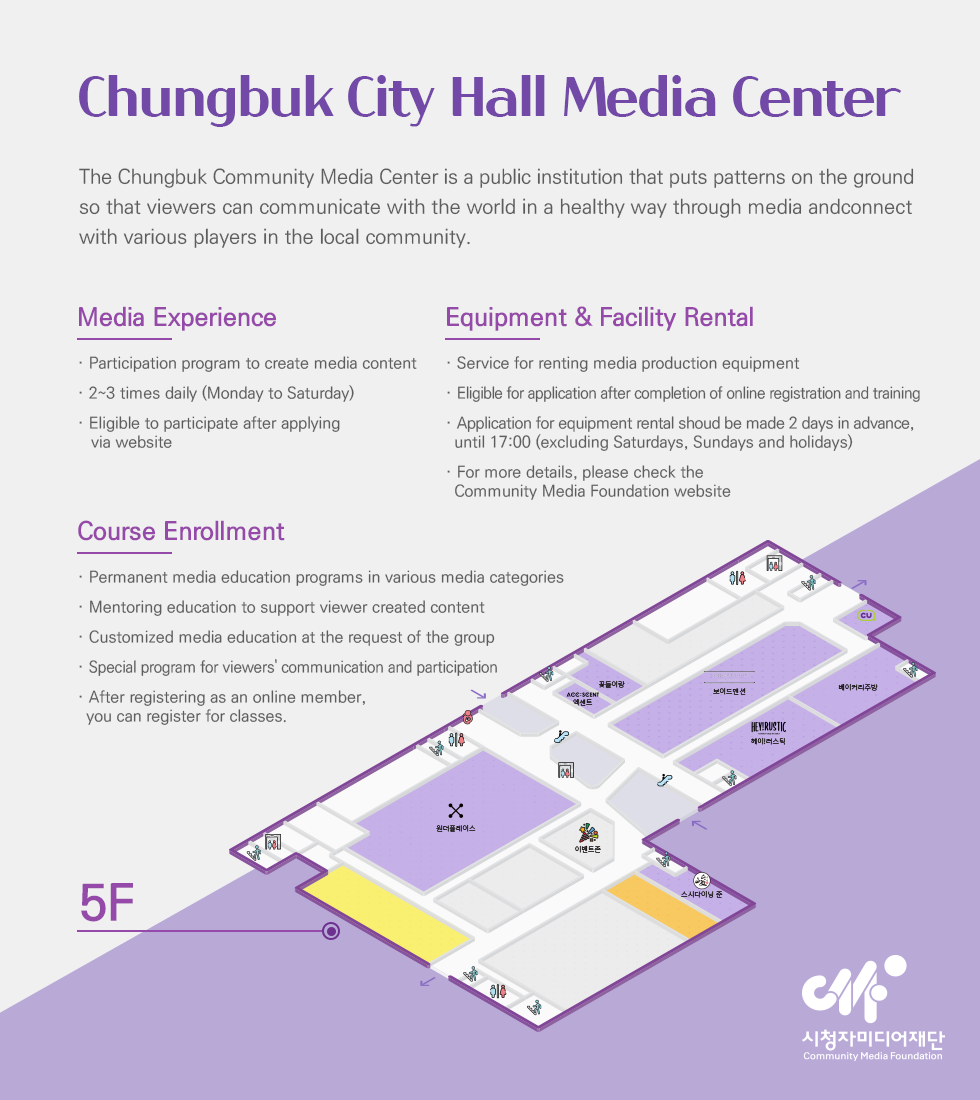 Chungbuk City Hall Media Center
The Chungbuk Community Media Center is a public institution that puts patterns on the ground
so that viewers can communicate with the world in a healthy way through media andconnect
with various players in the local community.
Media Experience
· Participation program to create media content
· 2~3 times daily (Monday to Saturday)
· Eligible to participate after applying
via website
Equipment & Facility Rental
· Service for renting media production equipment
· Eligible for application after completion of online registration and training
· Application for equipment rental shoud be made 2 days in advance,
until 17:00 (excluding Saturdays, Sundays and holidays)
· For more details, please check the
Community Media Foundation website
Course Enrollment
· Permanent media education programs in various media categories
· Mentoring education to support viewer created content
· Customized media education at the request of the group
· Special program for viewers' communication and participation
· After registering as an online member,
you can register for classes.
CU
꽃들이랑
ACC:SCENT
엑센트
보이드맨션
베이커리주방
HEY!RUSTIC
헤이!러스틱
원더플레이스
이벤트존
스시다이닝 준
5F
시청자미디어재단
Community Media Foundation